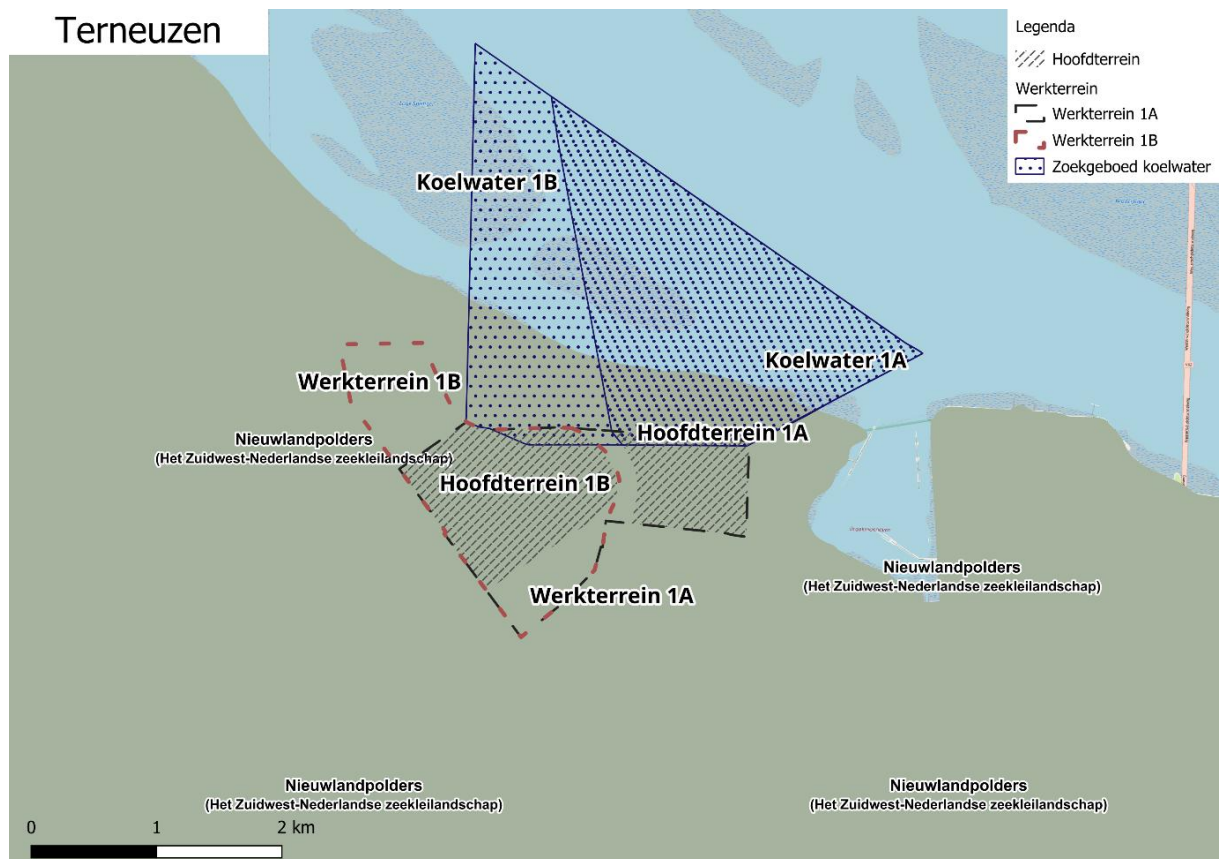 Terneuzen
Legenda
Hoofdterrein
Werkterrein
Werkterrein 1A
Werkterrein 1B
Zoekgeboed koelwater
Koelwater 1B
Koelwater 1A
Werkterrein 1B
Hoofdterrein 1A
Nieuwlandpolders
(Het Zuidwest-Nederlandse zeekleilandschap)
Hoofdterrein 1B
Werkterrein 1A
Nieuwlandpolders
(Het Zuidwest-Nederlandse zeekleilandschap)
Nieuwlandpolders
(Het Zuidwest-Nederlandse zeekleilandschap)
Nieuwlandpolders
(Het Zuidwest-Nederlandse zeekleilandschap)
0 1 2 km